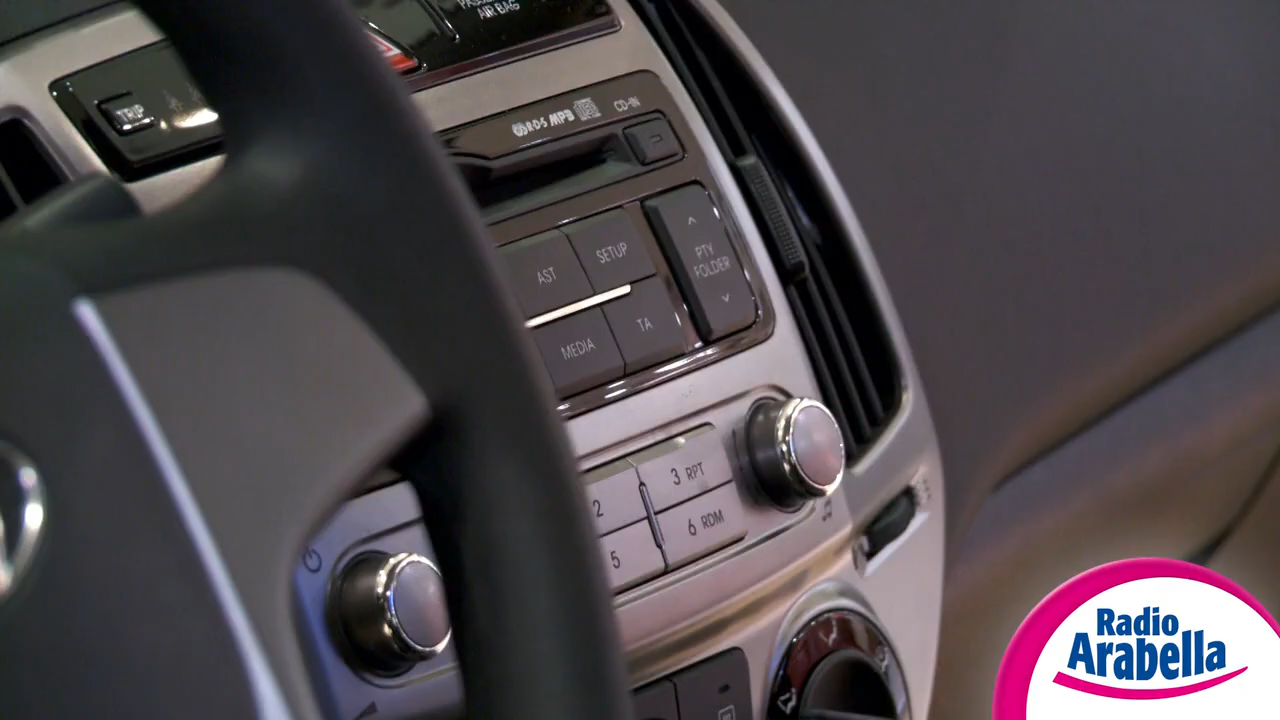 AIR BAG
TRIP
RDS MP3 CD-IN
AST SETUP
PTY
FOLDER
MEDIA TA
2 3 RPT
5 6 RDM
Radio
Arabella